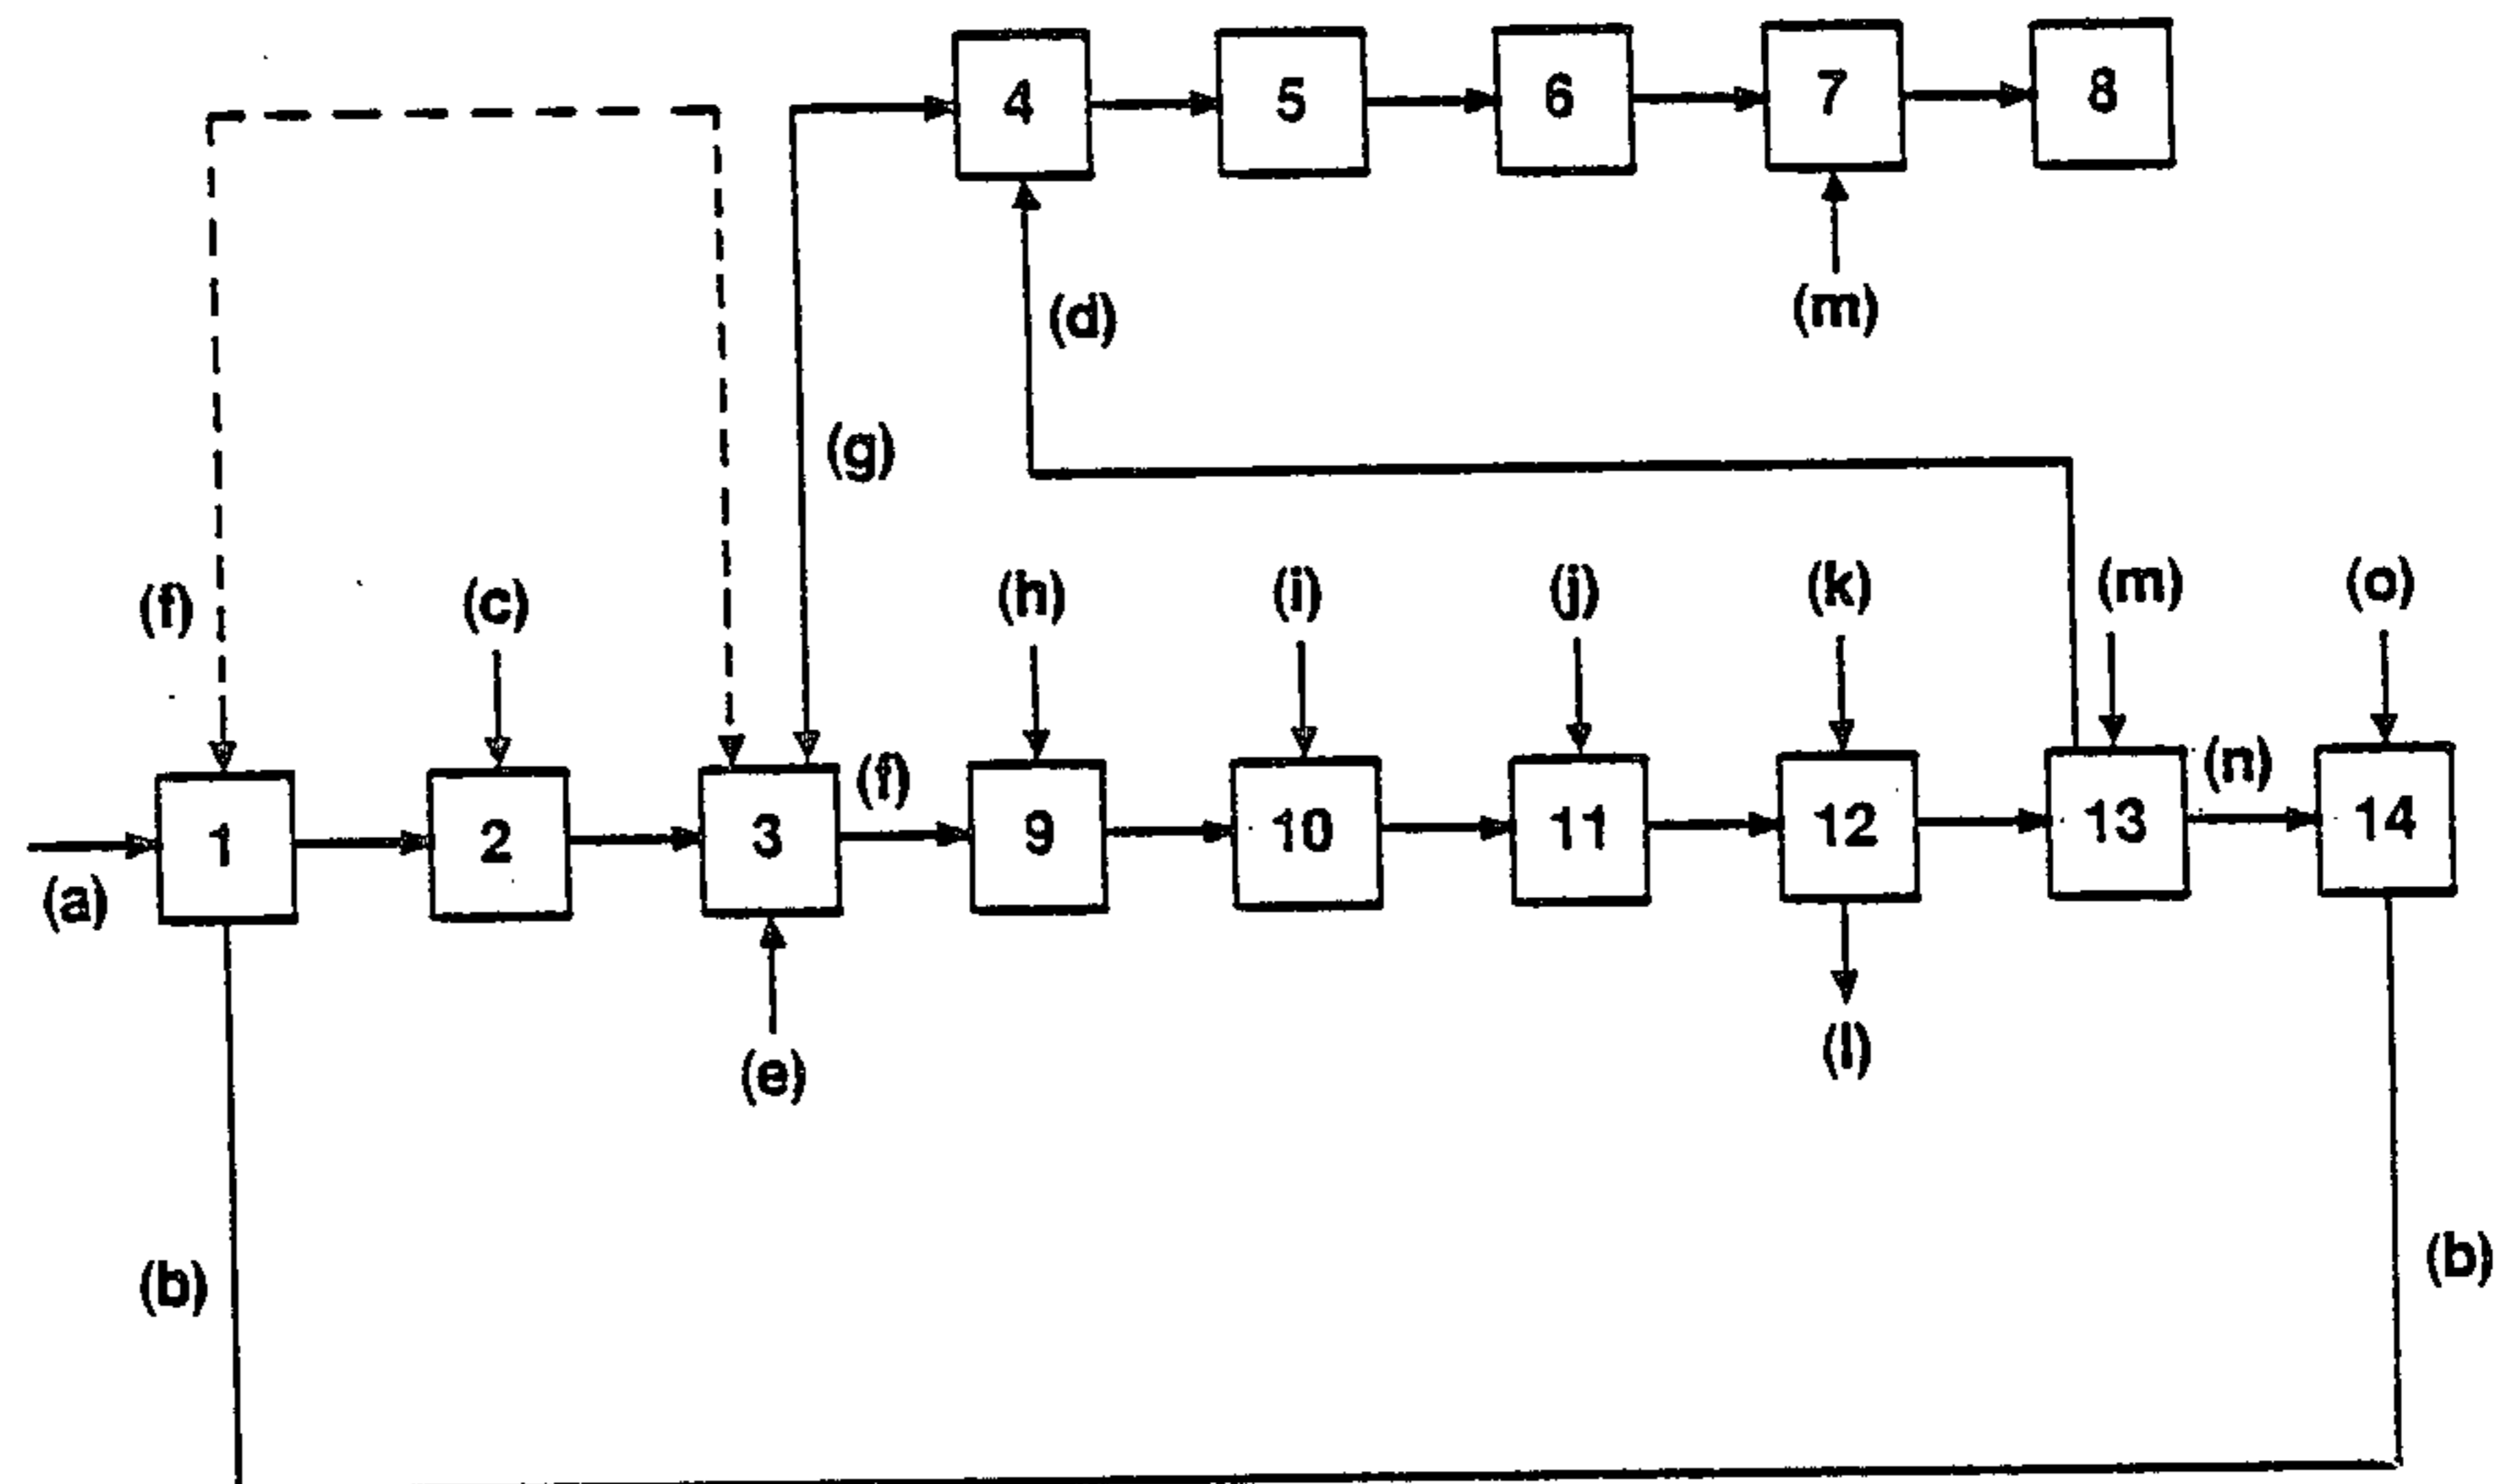 4 5 6 7 8
(d) (m)
(g)
(f) (c) (h) (i) (j) (k) (m) (o)
(f) (n)
1 2 3 9 10 11 12 13 14
(a)
(e) (l)
(b) (b)